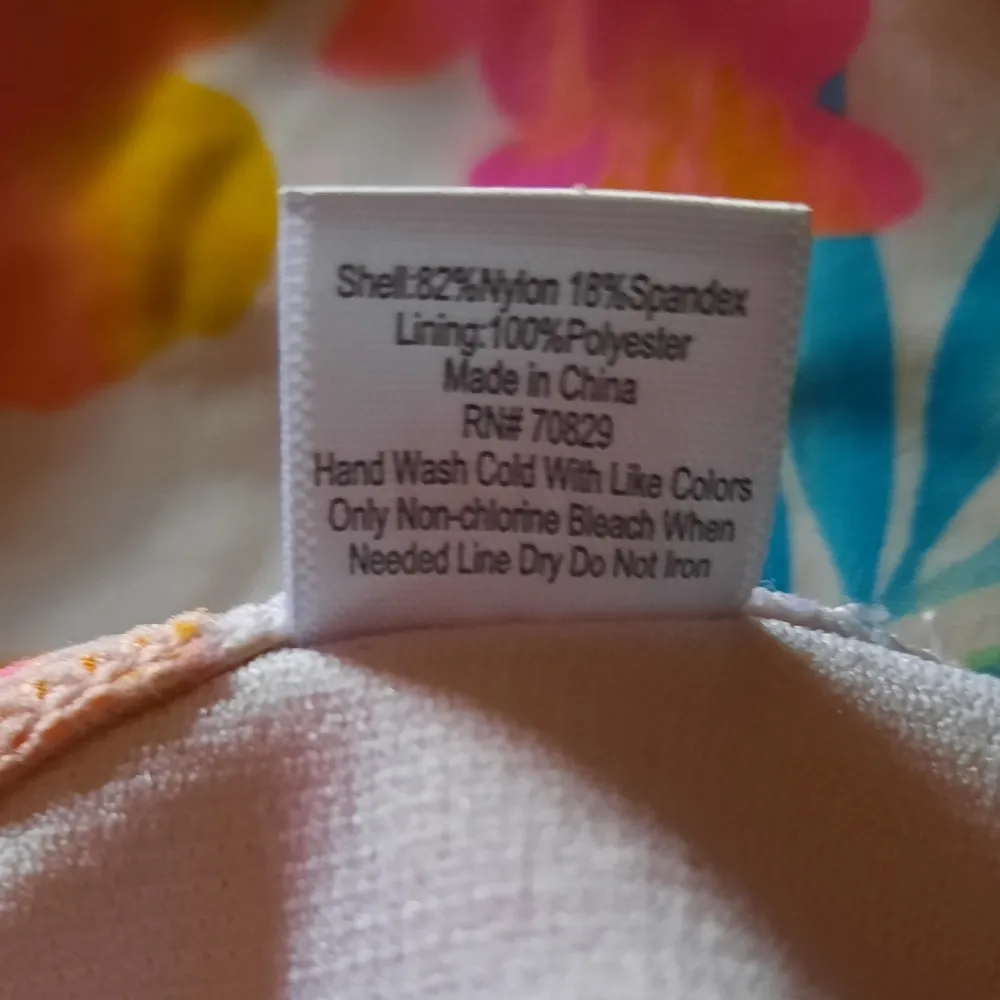 Shell:82%Nylon 18%Spandex
Lining:100%Polyester
Made in China
RN# 70829
Hand Wash Cold With Like Colors
Only Non-chlorine Bleach When
Needed Line Dry Do Not Iron